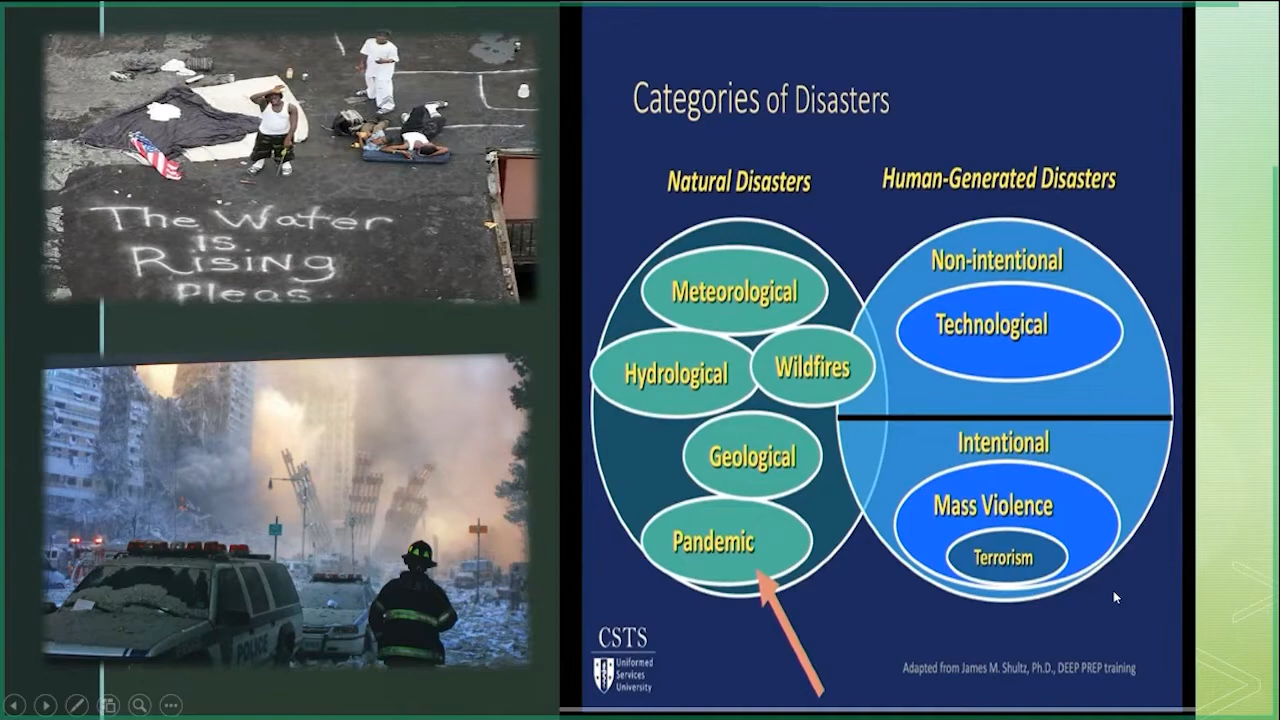 The Water
is
Rising
Pleas
POLICE
Categories of Disasters
Natural Disasters
Human-Generated Disasters
Meteorological
Hydrological
Wildfires
Geological
Pandemic
Non-intentional
Technological
Intentional
Mass Violence
Terrorism
CSTS
Uniformed
Services
University
Adapted from James M. Shultz, Ph.D., DEEP PREP training